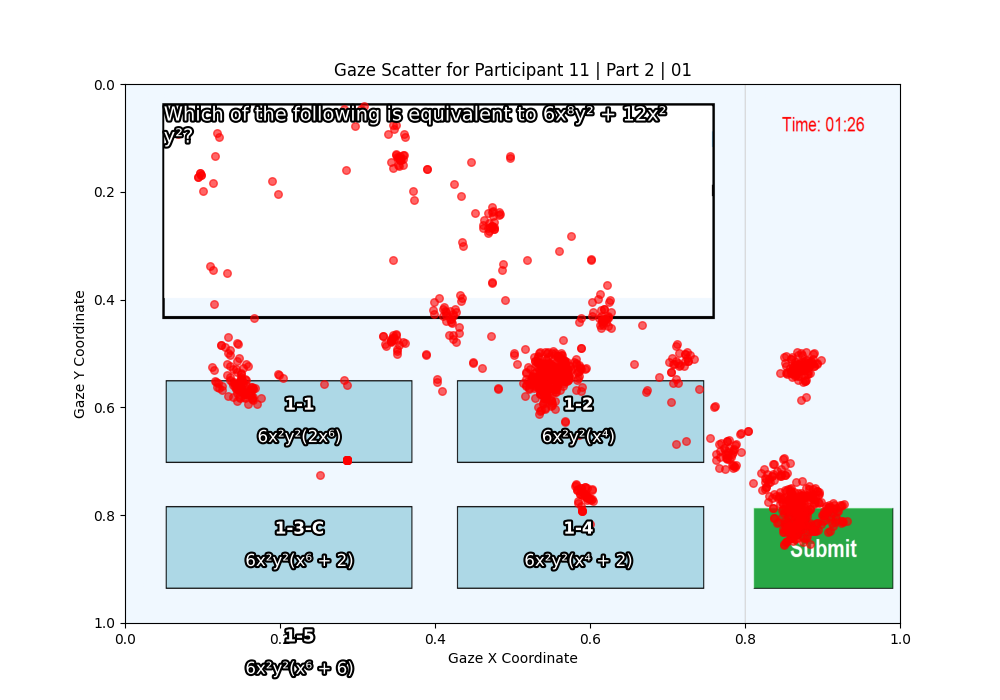 Gaze Scatter for Participant 11 | Part 2 | 01
Which of the following is equivalent to 6x⁸y² + 12x²
y²?
Time: 01:26
1-1
6x²y²(2x⁶)
1-2
6x²y²(x⁴)
1-3-C
6x²y²(x⁶ + 2)
1-4
6x²y²(x⁴ + 2)
Submit
1-5
6x²y²(x⁶ + 6)
0.0
0.2
0.4
0.6
0.8
1.0
Gaze Y Coordinate
0.0
0.2
0.4
0.6
0.8
1.0
Gaze X Coordinate